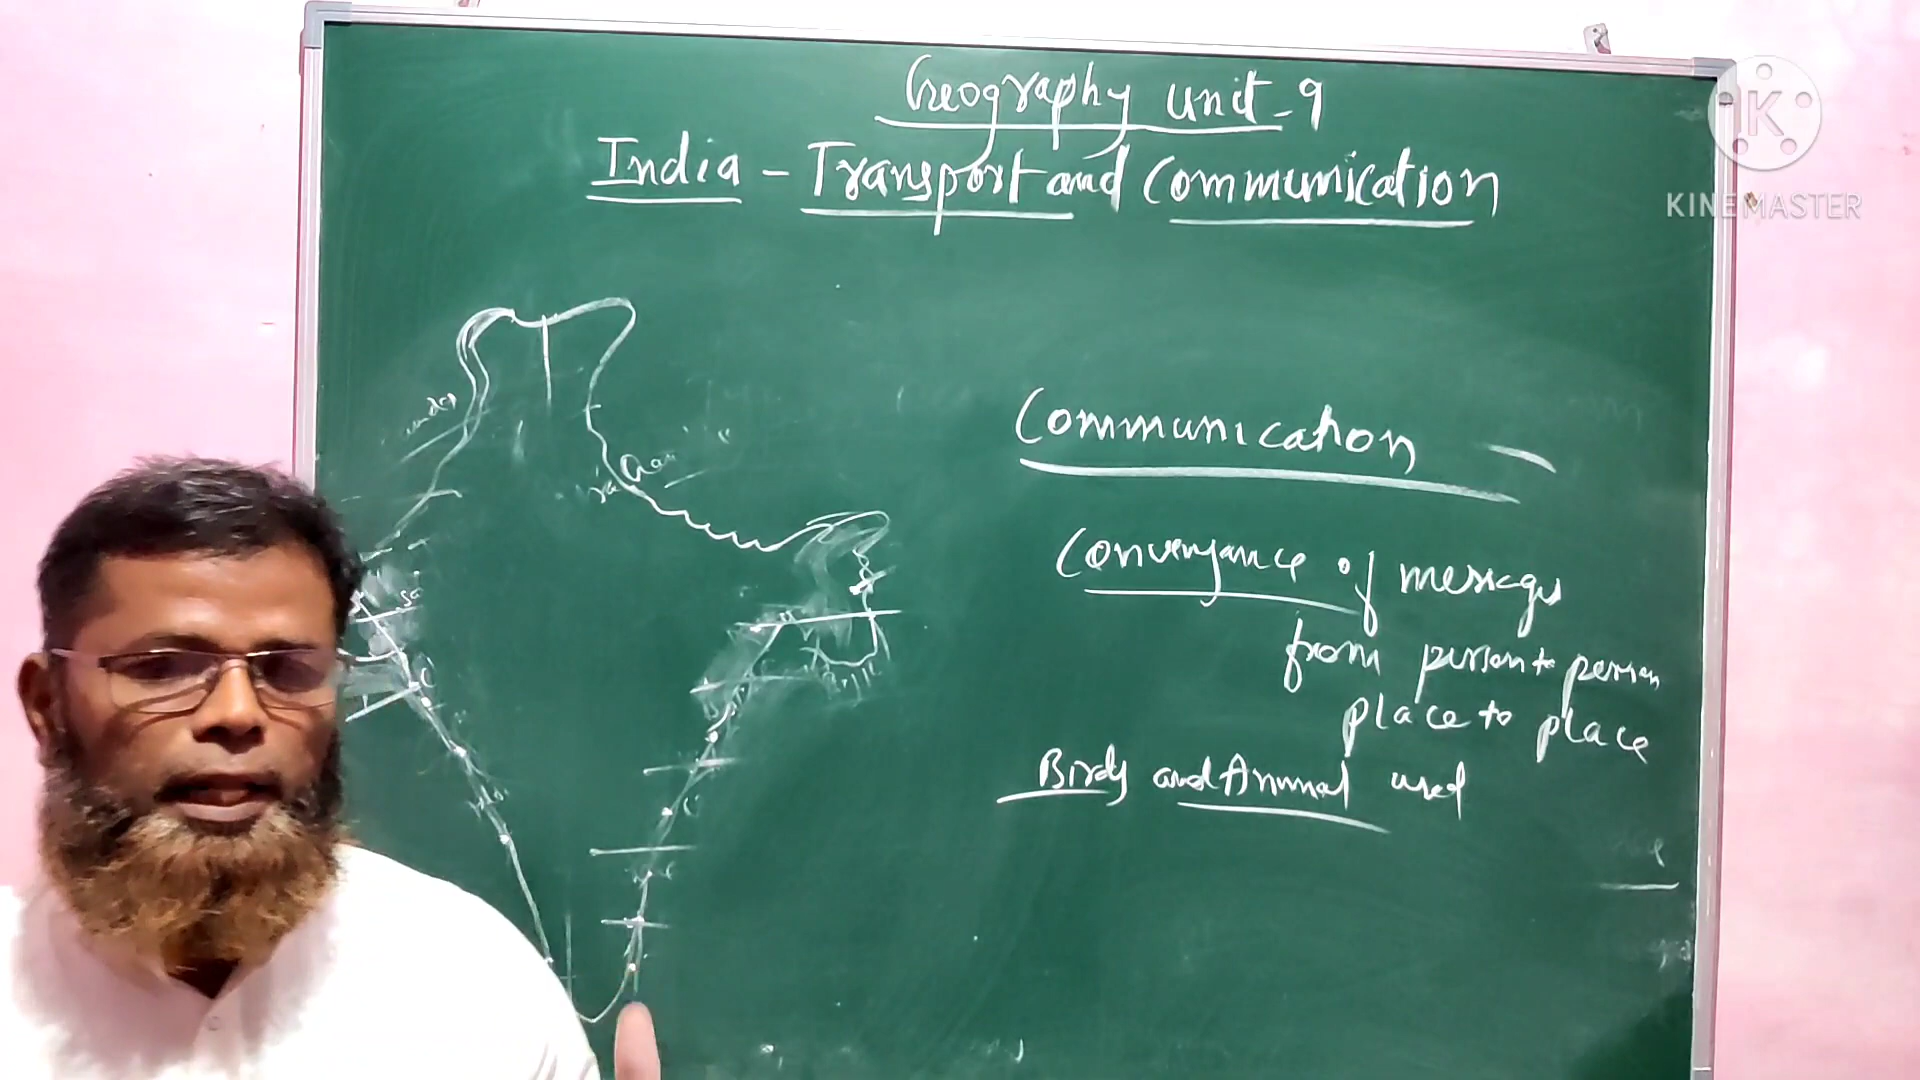 Geography unit-9
India - Transport and Communication
Communication -
Conveyance of messages
from person to person
place to place
Birds and Animal used
K
KINEMASTER